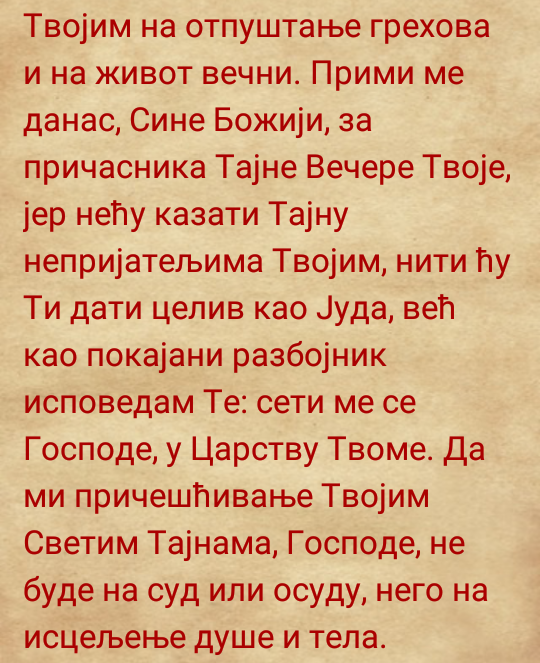 Твојим на отпуштање грехова
и на живот вечни. Прими ме
данас, Сине Божији, за
причасника Тајне Вечере Твоје,
јер нећу казати Тајну
непријатељима Твојим, нити ћу
Ти дати целив као Јуда, већ
као покајани разбојник
исповедам Те: сети ме се
Господе, у Царству Твоме. Да
ми причешћивање Твојим
Светим Тајнама, Господе, не
буде на суд или осуду, него на
исцељење душе и тела.